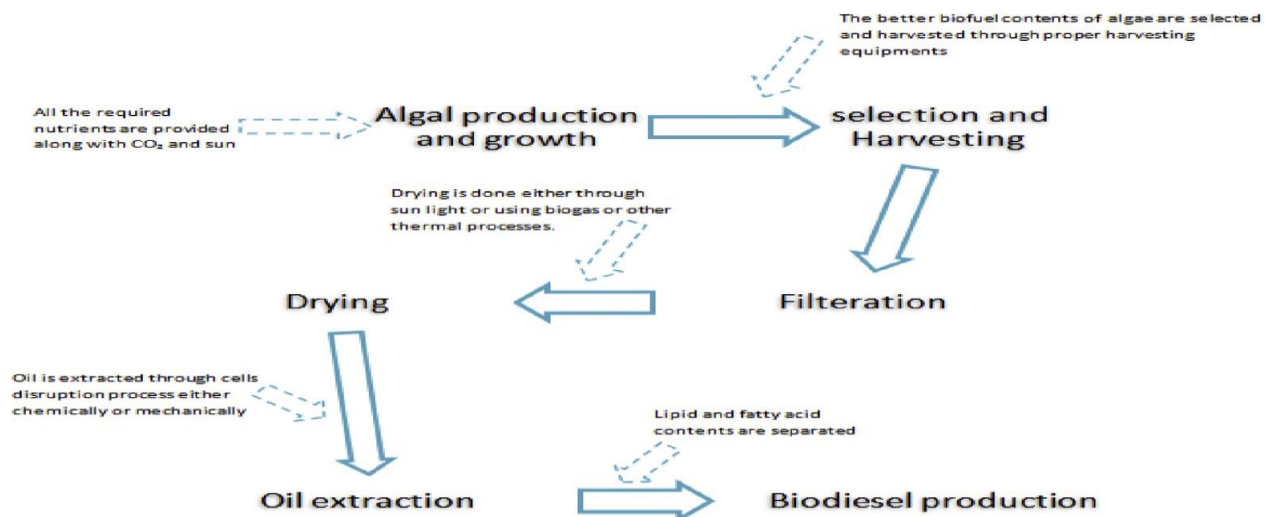 The better biofuel contents of algae are selected
and harvested through proper harvesting
equipments
All the required
nutrients are provided
along with CO₂ and sun
Algal production
and growth
selection and
Harvesting
Drying is done either through
sun light or using biogas or other
thermal processes.
Drying
Filteration
Oil is extracted through cells
disruption process either
chemically or mechanically
Lipid and fatty acid
contents are separated
Oil extraction
Biodiesel production